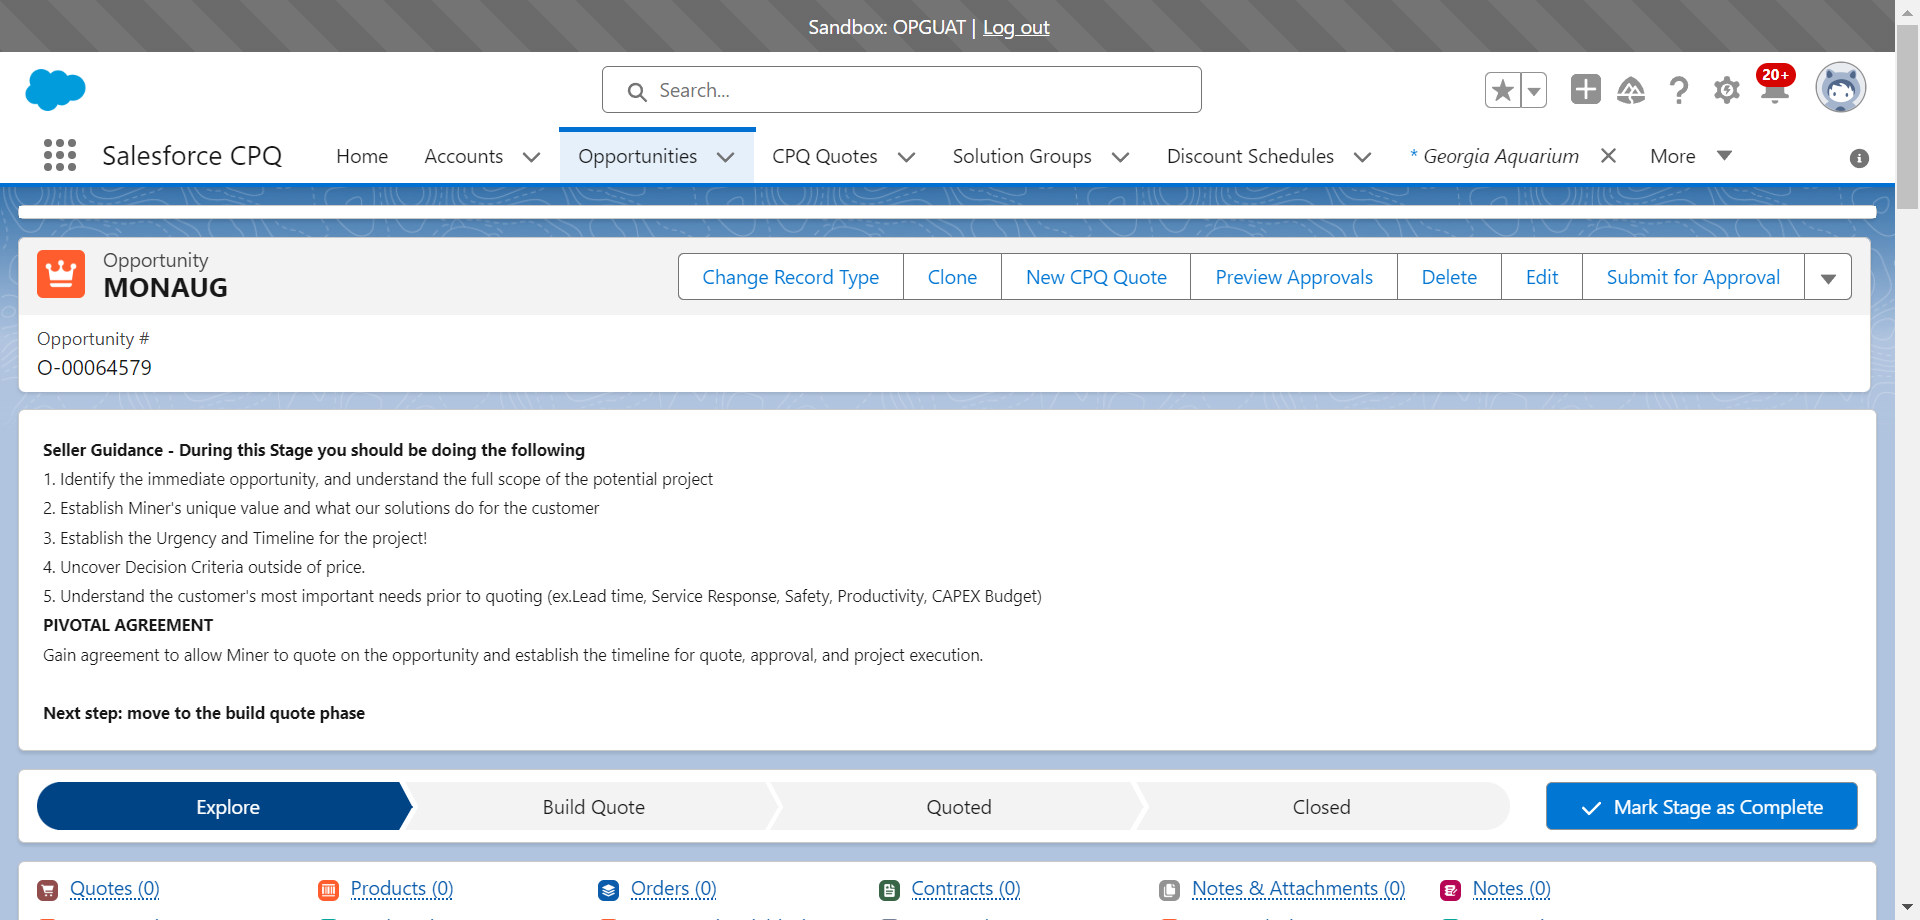 Sandbox: OPGUAT | Log out
Search...
20+
Salesforce CPQ
Home
Accounts
Opportunities
CPQ Quotes
Solution Groups
Discount Schedules
* Georgia Aquarium
More
Opportunity
MONAUG
Change Record Type
Clone
New CPQ Quote
Preview Approvals
Delete
Edit
Submit for Approval
Opportunity #
O-00064579
Seller Guidance - During this Stage you should be doing the following
1. Identify the immediate opportunity, and understand the full scope of the potential project
2. Establish Miner's unique value and what our solutions do for the customer
3. Establish the Urgency and Timeline for the project!
4. Uncover Decision Criteria outside of price.
5. Understand the customer's most important needs prior to quoting (ex.Lead time, Service Response, Safety, Productivity, CAPEX Budget)
PIVOTAL AGREEMENT
Gain agreement to allow Miner to quote on the opportunity and establish the timeline for quote, approval, and project execution.
Next step: move to the build quote phase
Explore
Build Quote
Quoted
Closed
Mark Stage as Complete
Quotes (0)
Products (0)
Orders (0)
Contracts (0)
Notes & Attachments (0)
Notes (0)